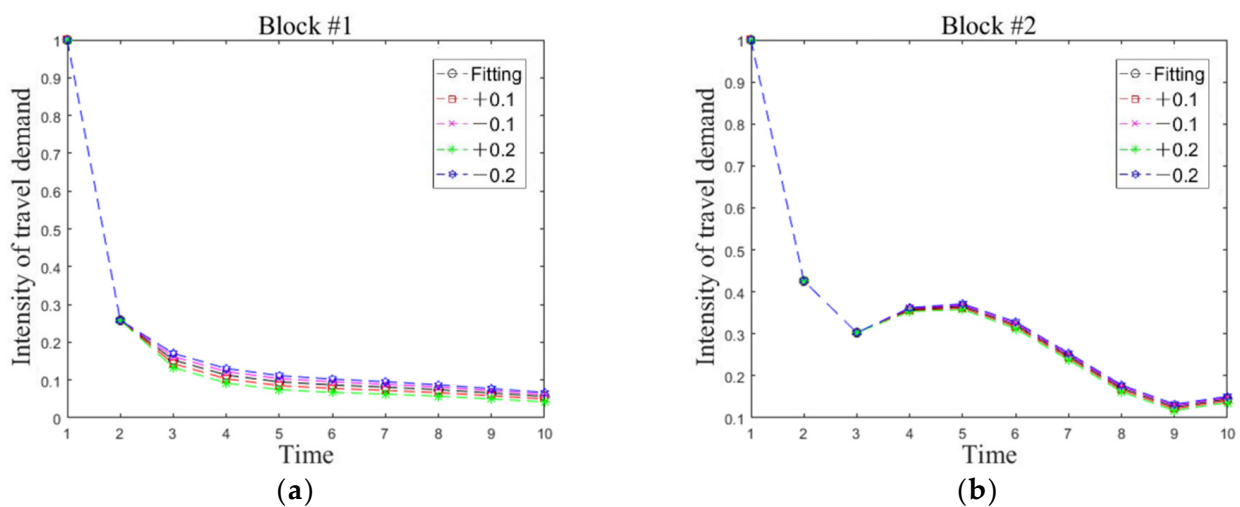 Block #1
Intensity of travel demand
1
0.9
0.8
0.7
0.6
0.5
0.4
0.3
0.2
0.1
0
1 2 3 4 5 6 7 8 9 10
Time
Fitting
+0.1
—0.1
+0.2
—0.2
(a)
Block #2
Intensity of travel demand
1
0.9
0.8
0.7
0.6
0.5
0.4
0.3
0.2
0.1
1 2 3 4 5 6 7 8 9 10
Time
Fitting
+0.1
—0.1
+0.2
—0.2
(b)